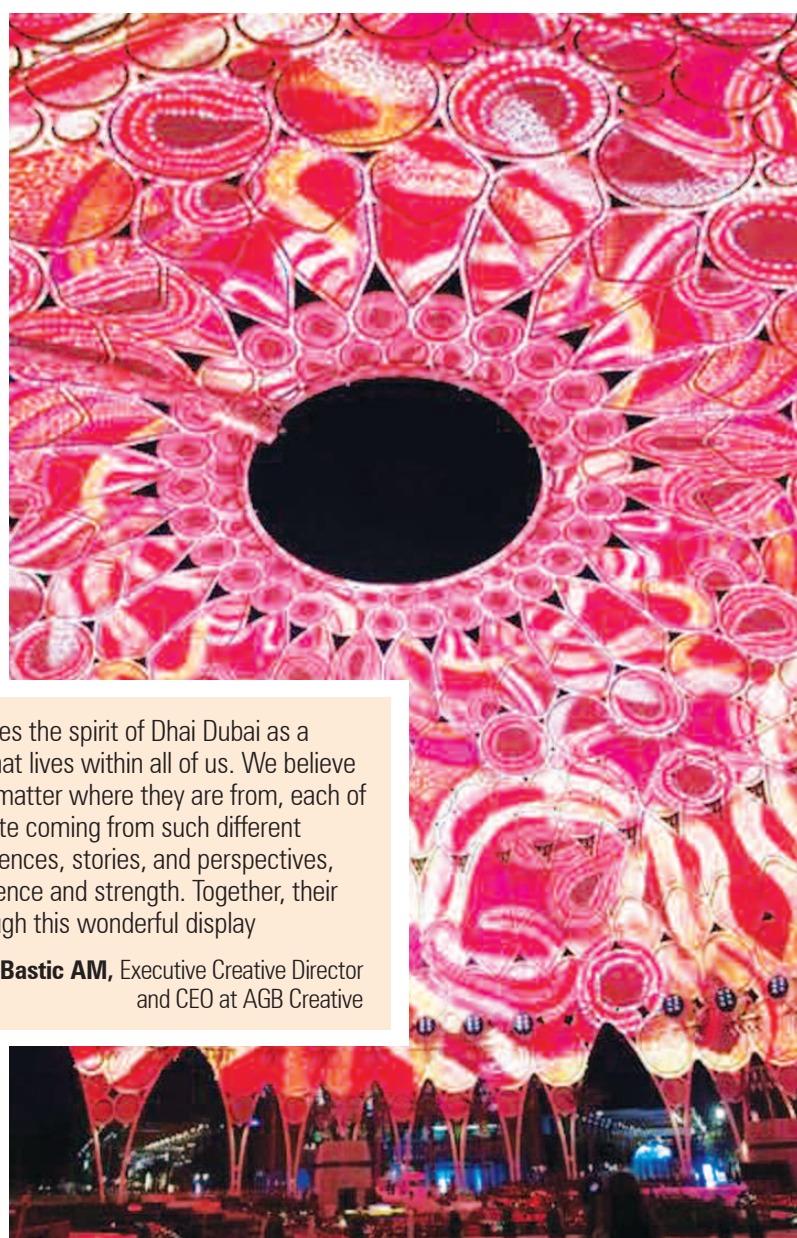 es the spirit of Dhai Dubai as a
hat lives within all of us. We believe
matter where they are from, each of
te coming from such different
ences, stories, and perspectives,
ence and strength. Together, their
gh this wonderful display
Bastic AM, Executive Creative Director
and CEO at AGB Creative